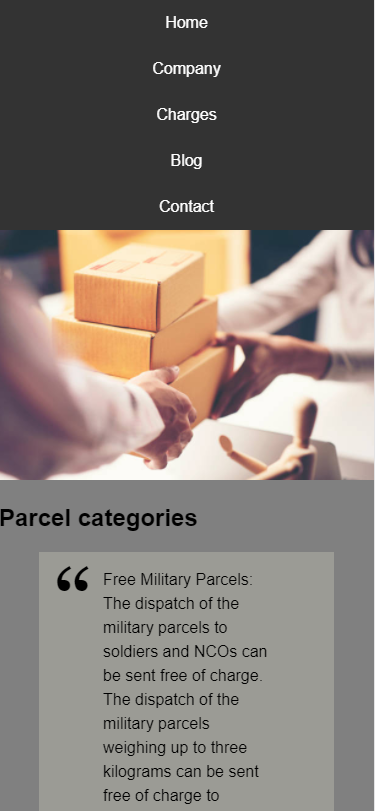 Home
Company
Charges
Blog
Contact
Parcel categories
“
Free Military Parcels:
The dispatch of the
military parcels to
soldiers and NCOs can
be sent free of charge.
The dispatch of the
military parcels
weighing up to three
kilograms can be sent
free of charge to